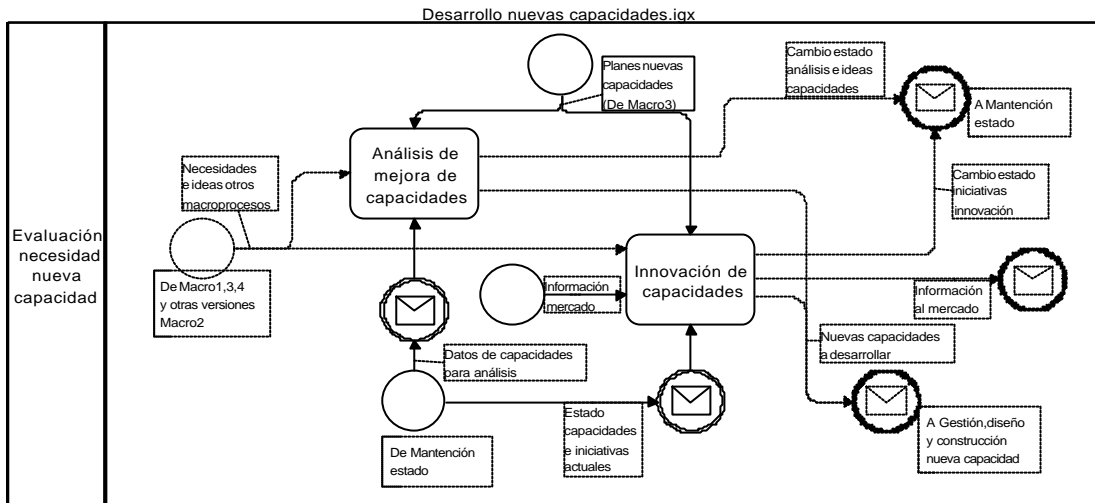 Desarrollo nuevas capacidades.igx
Evaluación
necesidad
nueva
capacidad
Planes nuevas
capacidades
(De Macro3)
Cambio estado
análisis e ideas
capacidades
A Mantención
estado
Análisis de
mejora de
capacidades
Necesidades
e ideas otros
macroprocesos
Cambio estado
iniciativas
innovación
De Macro1,3,4
y otras versiones
Macro2
Información
mercado
Innovación de
capacidades
Información
al mercado
Datos de capacidades
para análisis
Nuevas capacidades
a desarrollar
De Mantención
estado
Estado
capacidades
e iniciativas
actuales
A Gestión,diseño
y construcción
nueva capacidad